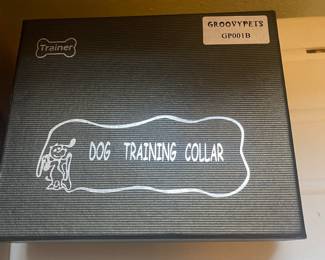 Trainer
GROOVYPETS
GP001B
DOG TRAINING COLLAR